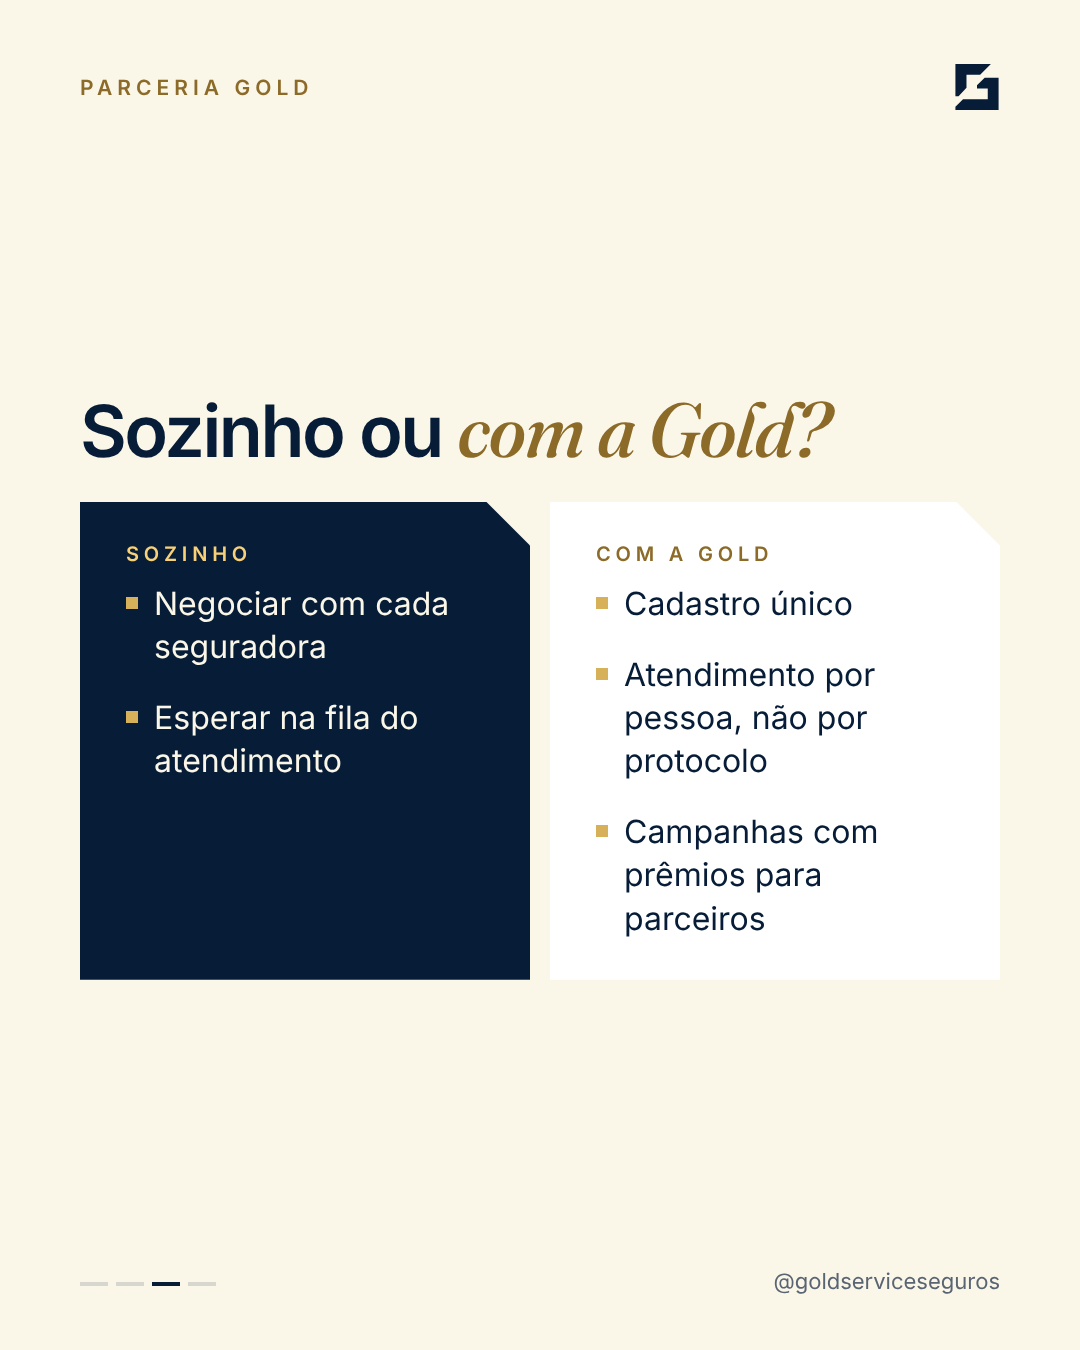 PARCERIA GOLD
Sozinho ou com a Gold?
SOZINHO
Negociar com cada
seguradora
Esperar na fila do
atendimento
COM A GOLD
Cadastro único
Atendimento por
pessoa, não por
protocolo
Campanhas com
prêmios para
parceiros
@goldserviceseguros